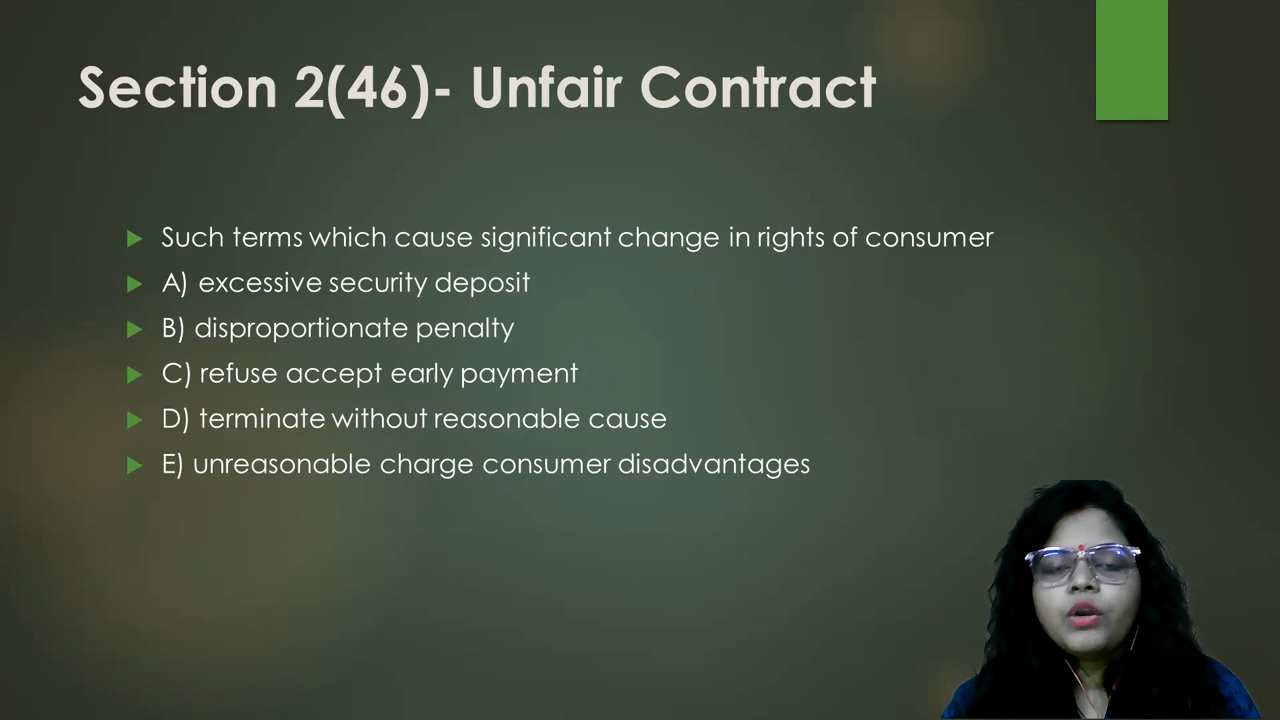 Section 2(46)- Unfair Contract
Such terms which cause significant change in rights of consumer
A) excessive security deposit
B) disproportionate penalty
C) refuse accept early payment
D) terminate without reasonable cause
E) unreasonable charge consumer disadvantages